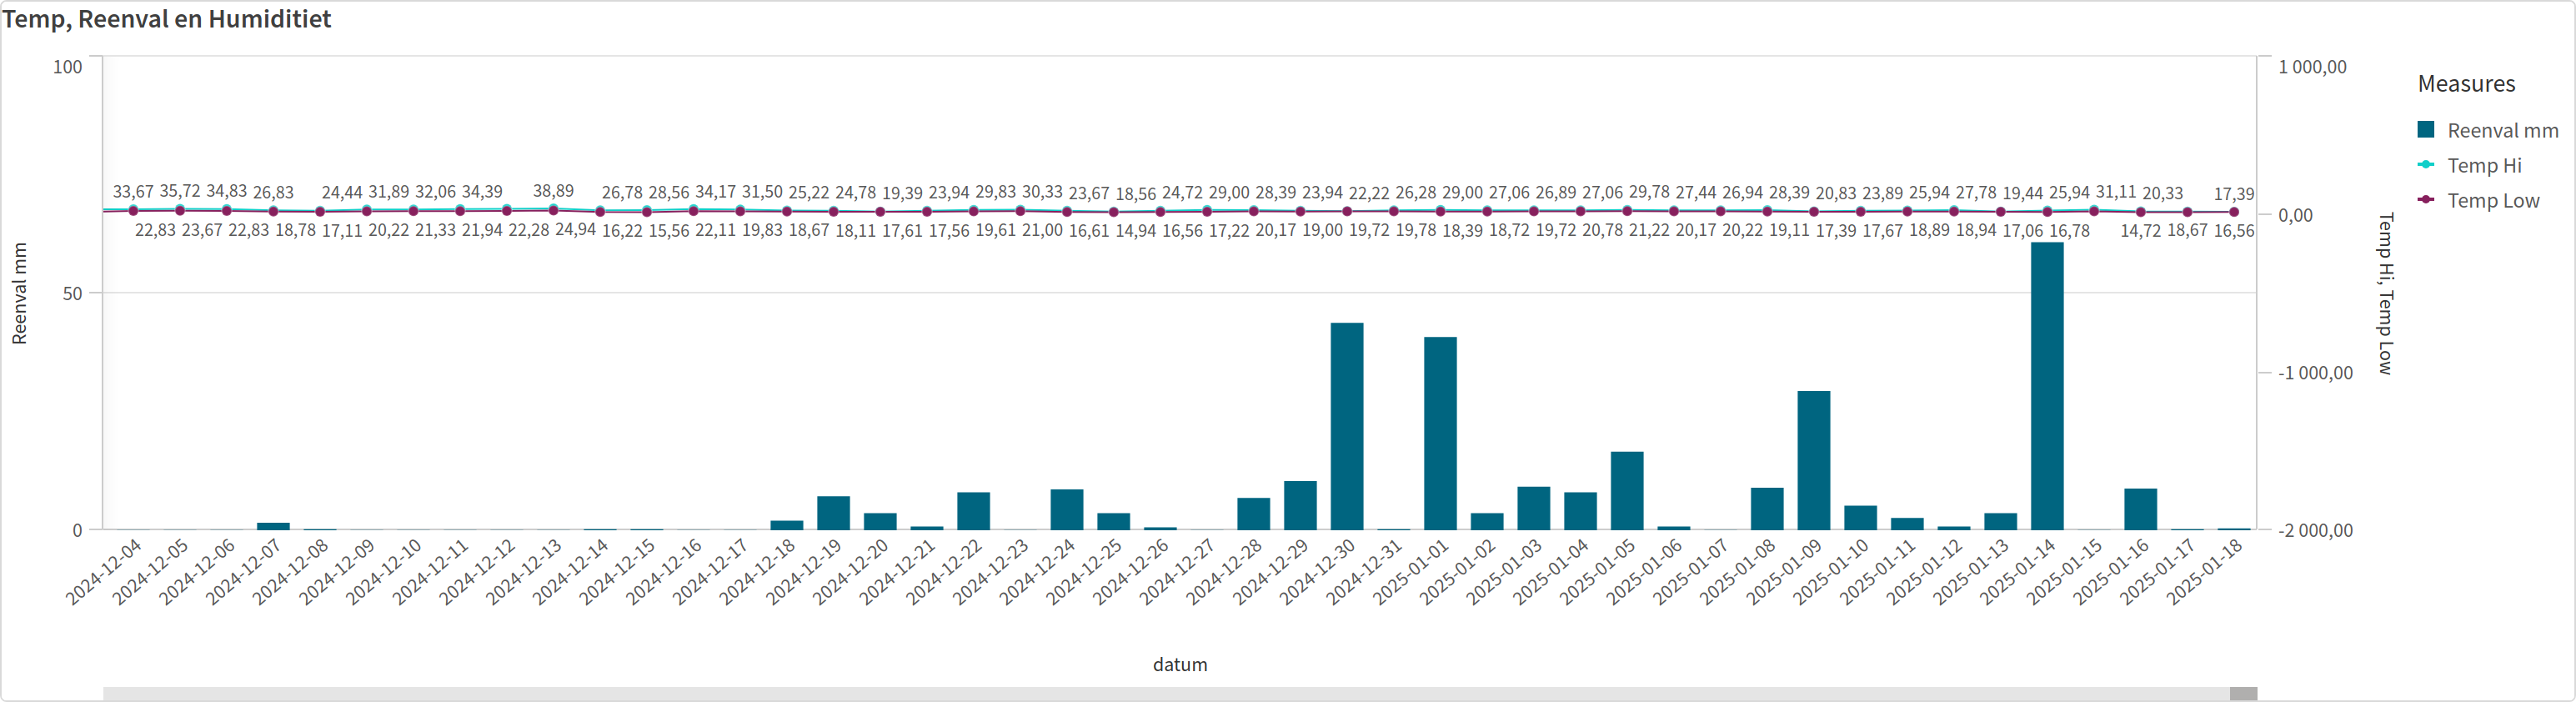 Temp, Reenval en Humiditiet
100
50
0
Reenval mm
1 000,00
0,00
-1 000,00
-2 000,00
Temp Hi, Temp Low
Measures
Reenval mm
Temp Hi
Temp Low
33,67 35,72 34,83 26,83 24,44 31,89 32,06 34,39 38,89 26,78 28,56 34,17 31,50 25,22 24,78 19,39 23,94 29,83 30,33 23,67 18,56 24,72 29,00 28,39 23,94 22,22 26,28 29,00 27,06 26,89 27,06 29,78 27,44 26,94 28,39 20,83 23,89 25,94 27,78 19,44 25,94 31,11 20,33 17,39
22,83 23,67 22,83 18,78 17,11 20,22 21,33 21,94 22,28 24,94 16,22 15,56 22,11 19,83 18,67 18,11 17,61 17,56 19,61 21,00 16,61 14,94 16,56 17,22 20,17 19,00 19,72 19,78 18,39 18,72 19,72 20,78 21,22 20,17 20,22 19,11 17,39 17,67 18,89 18,94 17,06 16,78 14,72 18,67 16,56
2024-12-04 2024-12-05 2024-12-06 2024-12-07 2024-12-08 2024-12-09 2024-12-10 2024-12-11 2024-12-12 2024-12-13 2024-12-14 2024-12-15 2024-12-16 2024-12-17 2024-12-18 2024-12-19 2024-12-20 2024-12-21 2024-12-22 2024-12-23 2024-12-24 2024-12-25 2024-12-26 2024-12-27 2024-12-28 2024-12-29 2024-12-30 2024-12-31 2025-01-01 2025-01-02 2025-01-03 2025-01-04 2025-01-05 2025-01-06 2025-01-07 2025-01-08 2025-01-09 2025-01-10 2025-01-11 2025-01-12 2025-01-13 2025-01-14 2025-01-15 2025-01-16 2025-01-17 2025-01-18
datum